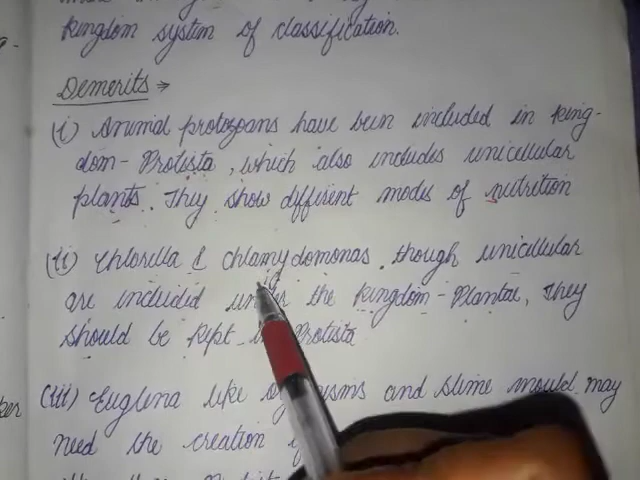 kingdom system of classification.
Demerits →
(i) Animal protozoans have been included in king-
dom - Protista, which also includes unicellular
plants. They show different modes of nutrition
(ii) Chlorella & chlamydomonas. though unicellular
are included under the kingdom - Plantae, They
should be kept in Protista
(iii) Euglena like organisms and slime mould may
need the creation